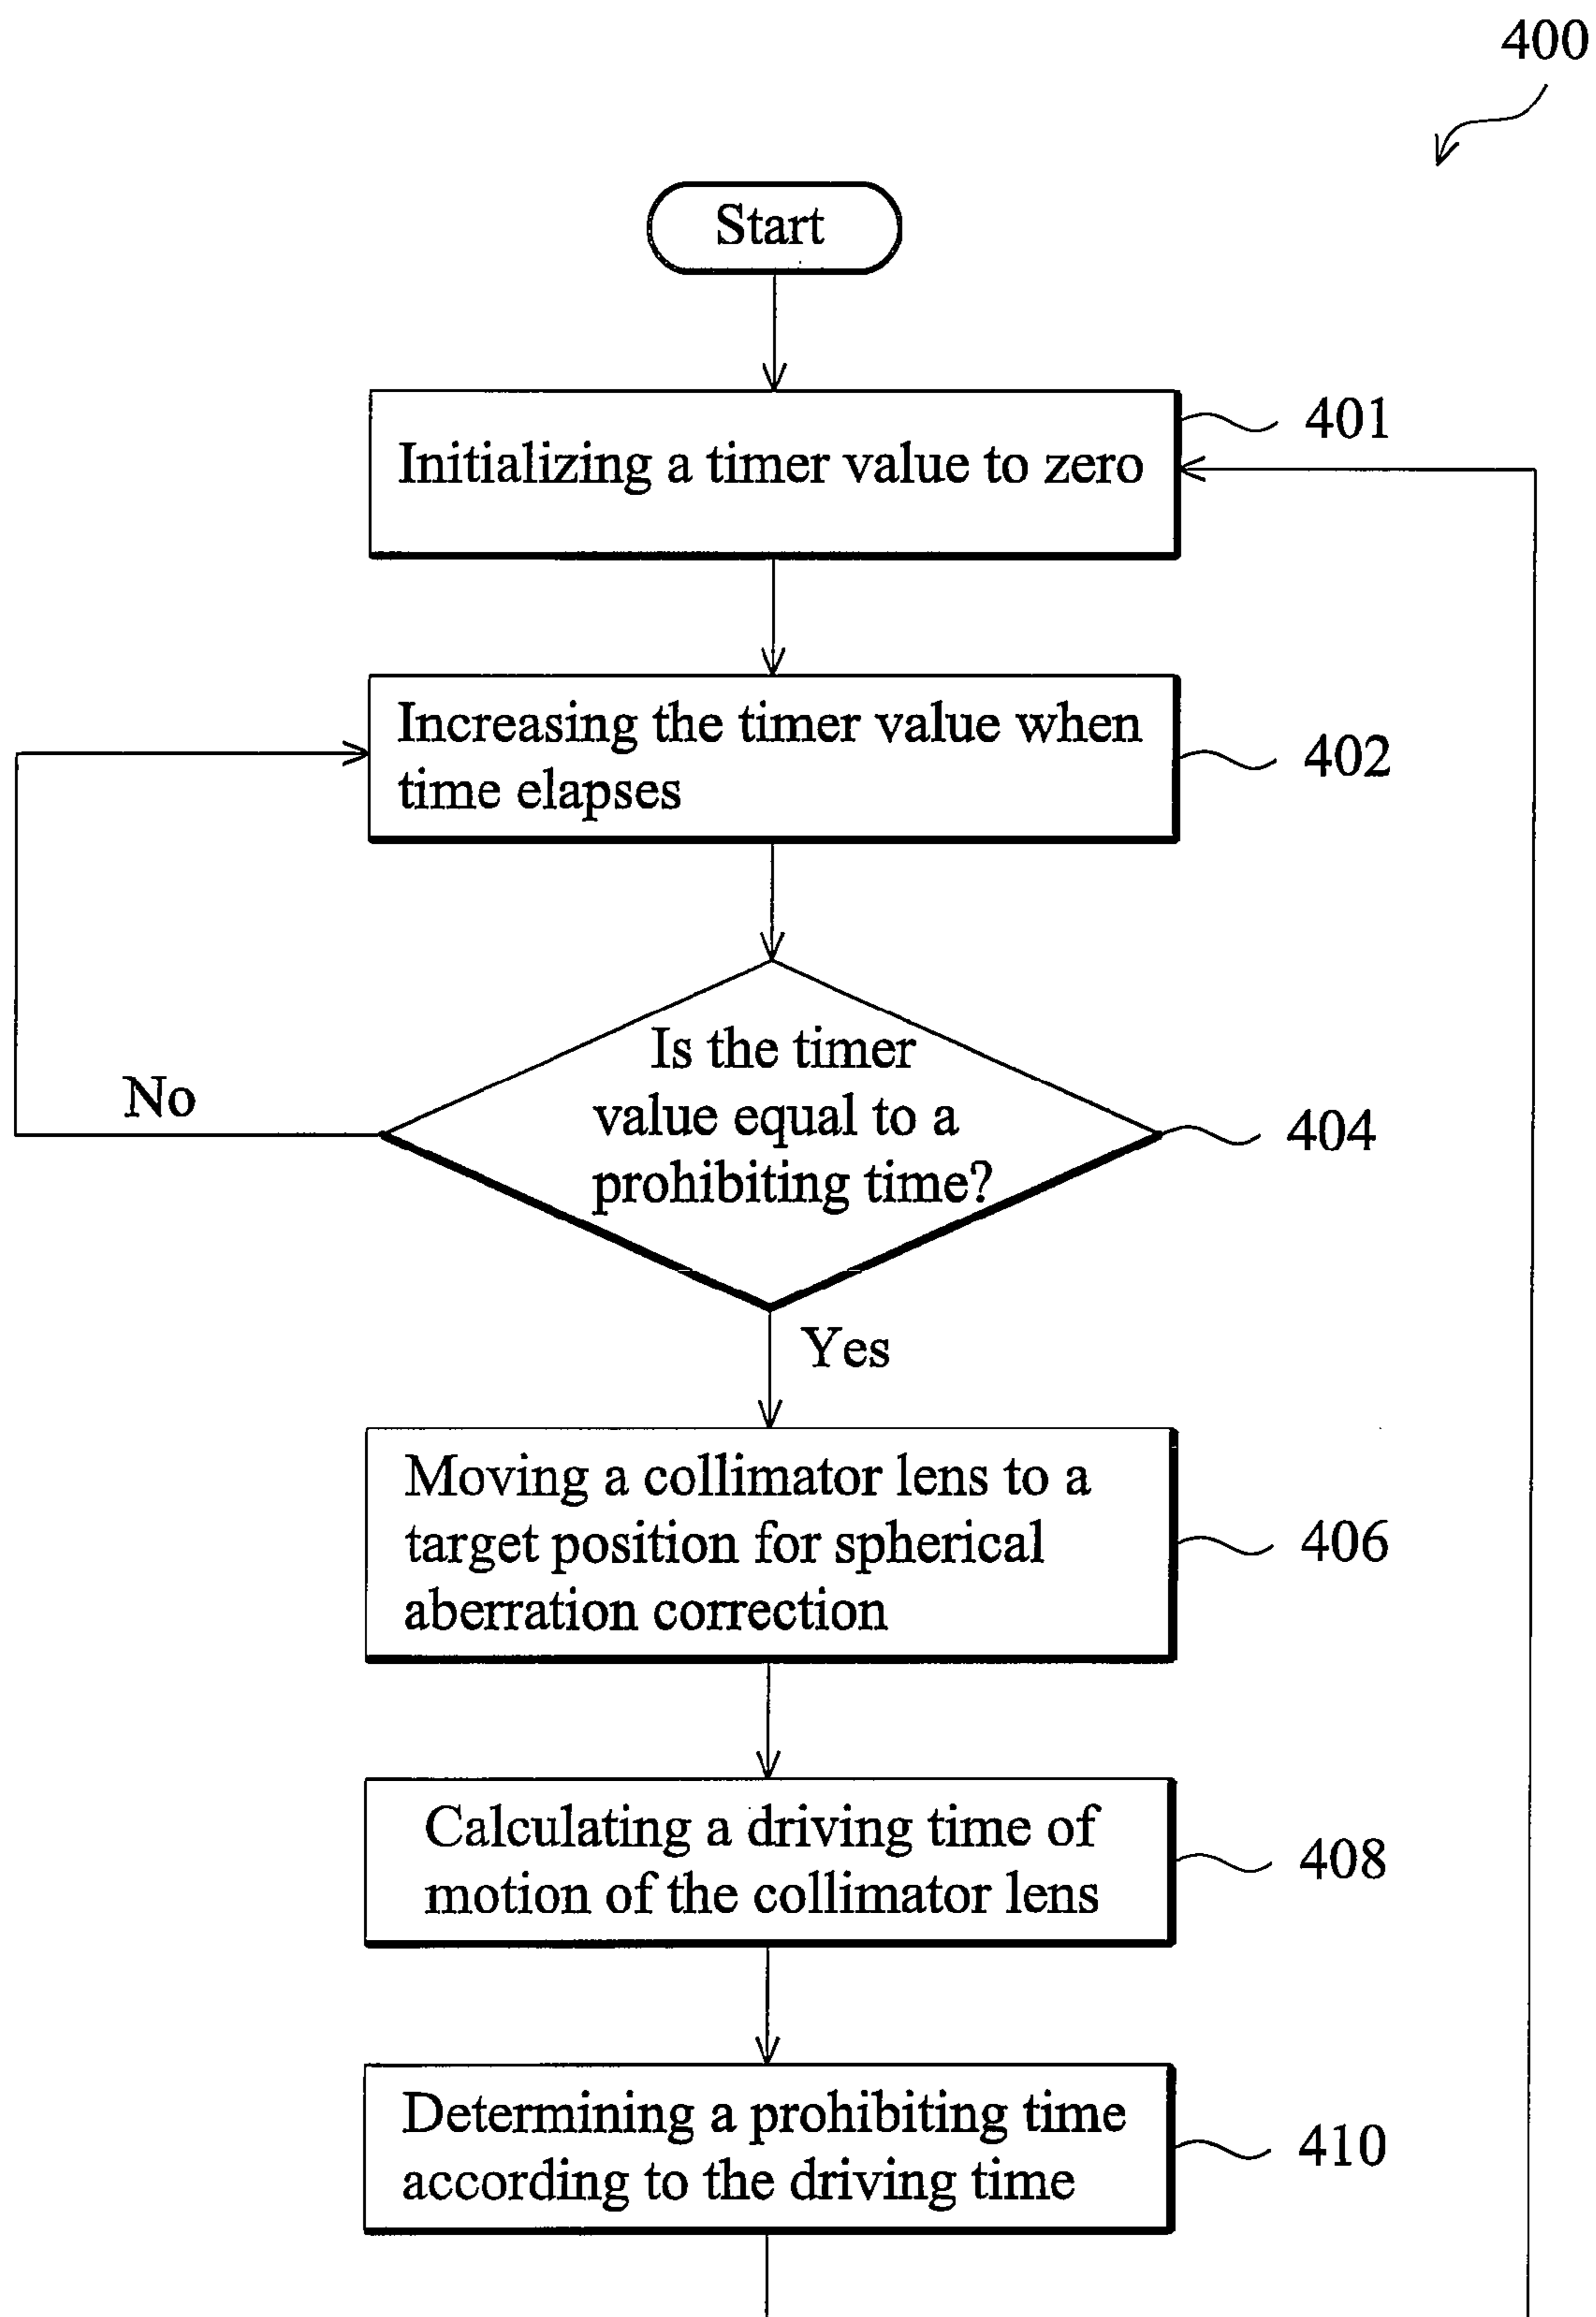 400
Start
Initializing a timer value to zero
401
Increasing the timer value when
time elapses
402
Is the timer
value equal to a
prohibiting time?
404
No
Yes
Moving a collimator lens to a
target position for spherical
aberration correction
406
Calculating a driving time of
motion of the collimator lens
408
Determining a prohibiting time
according to the driving time
410